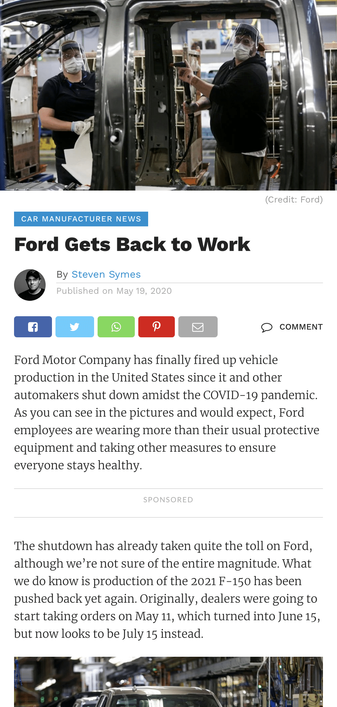 (Credit: Ford)
CAR MANUFACTURER NEWS
Ford Gets Back to Work
By Steven Symes
Published on May 19, 2020
COMMENT
Ford Motor Company has finally fired up vehicle
production in the United States since it and other
automakers shut down amidst the COVID-19 pandemic.
As you can see in the pictures and would expect, Ford
employees are wearing more than their usual protective
equipment and taking other measures to ensure
everyone stays healthy.
SPONSORED
The shutdown has already taken quite the toll on Ford,
although we’re not sure of the entire magnitude. What
we do know is production of the 2021 F-150 has been
pushed back yet again. Originally, dealers were going to
start taking orders on May 11, which turned into June 15,
but now looks to be July 15 instead.